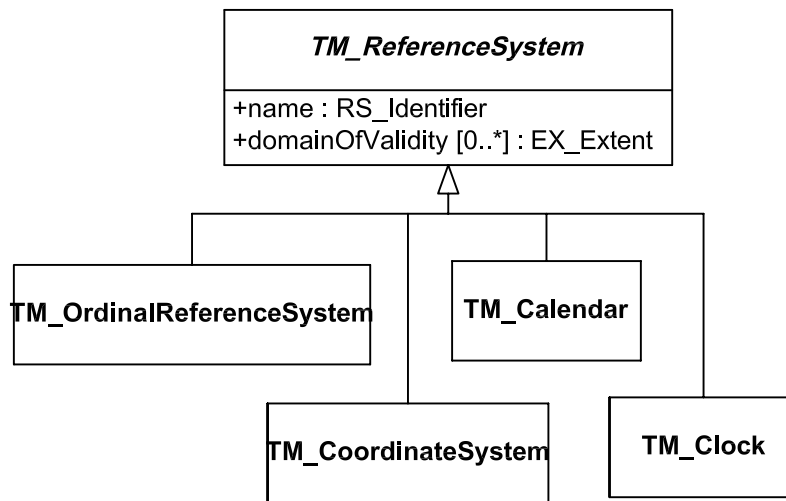 TM_ReferenceSystem
+name : RS_Identifier
+domainOfValidity [0..*] : EX_Extent
TM_OrdinalReferenceSystem
TM_Calendar
TM_CoordinateSystem
TM_Clock